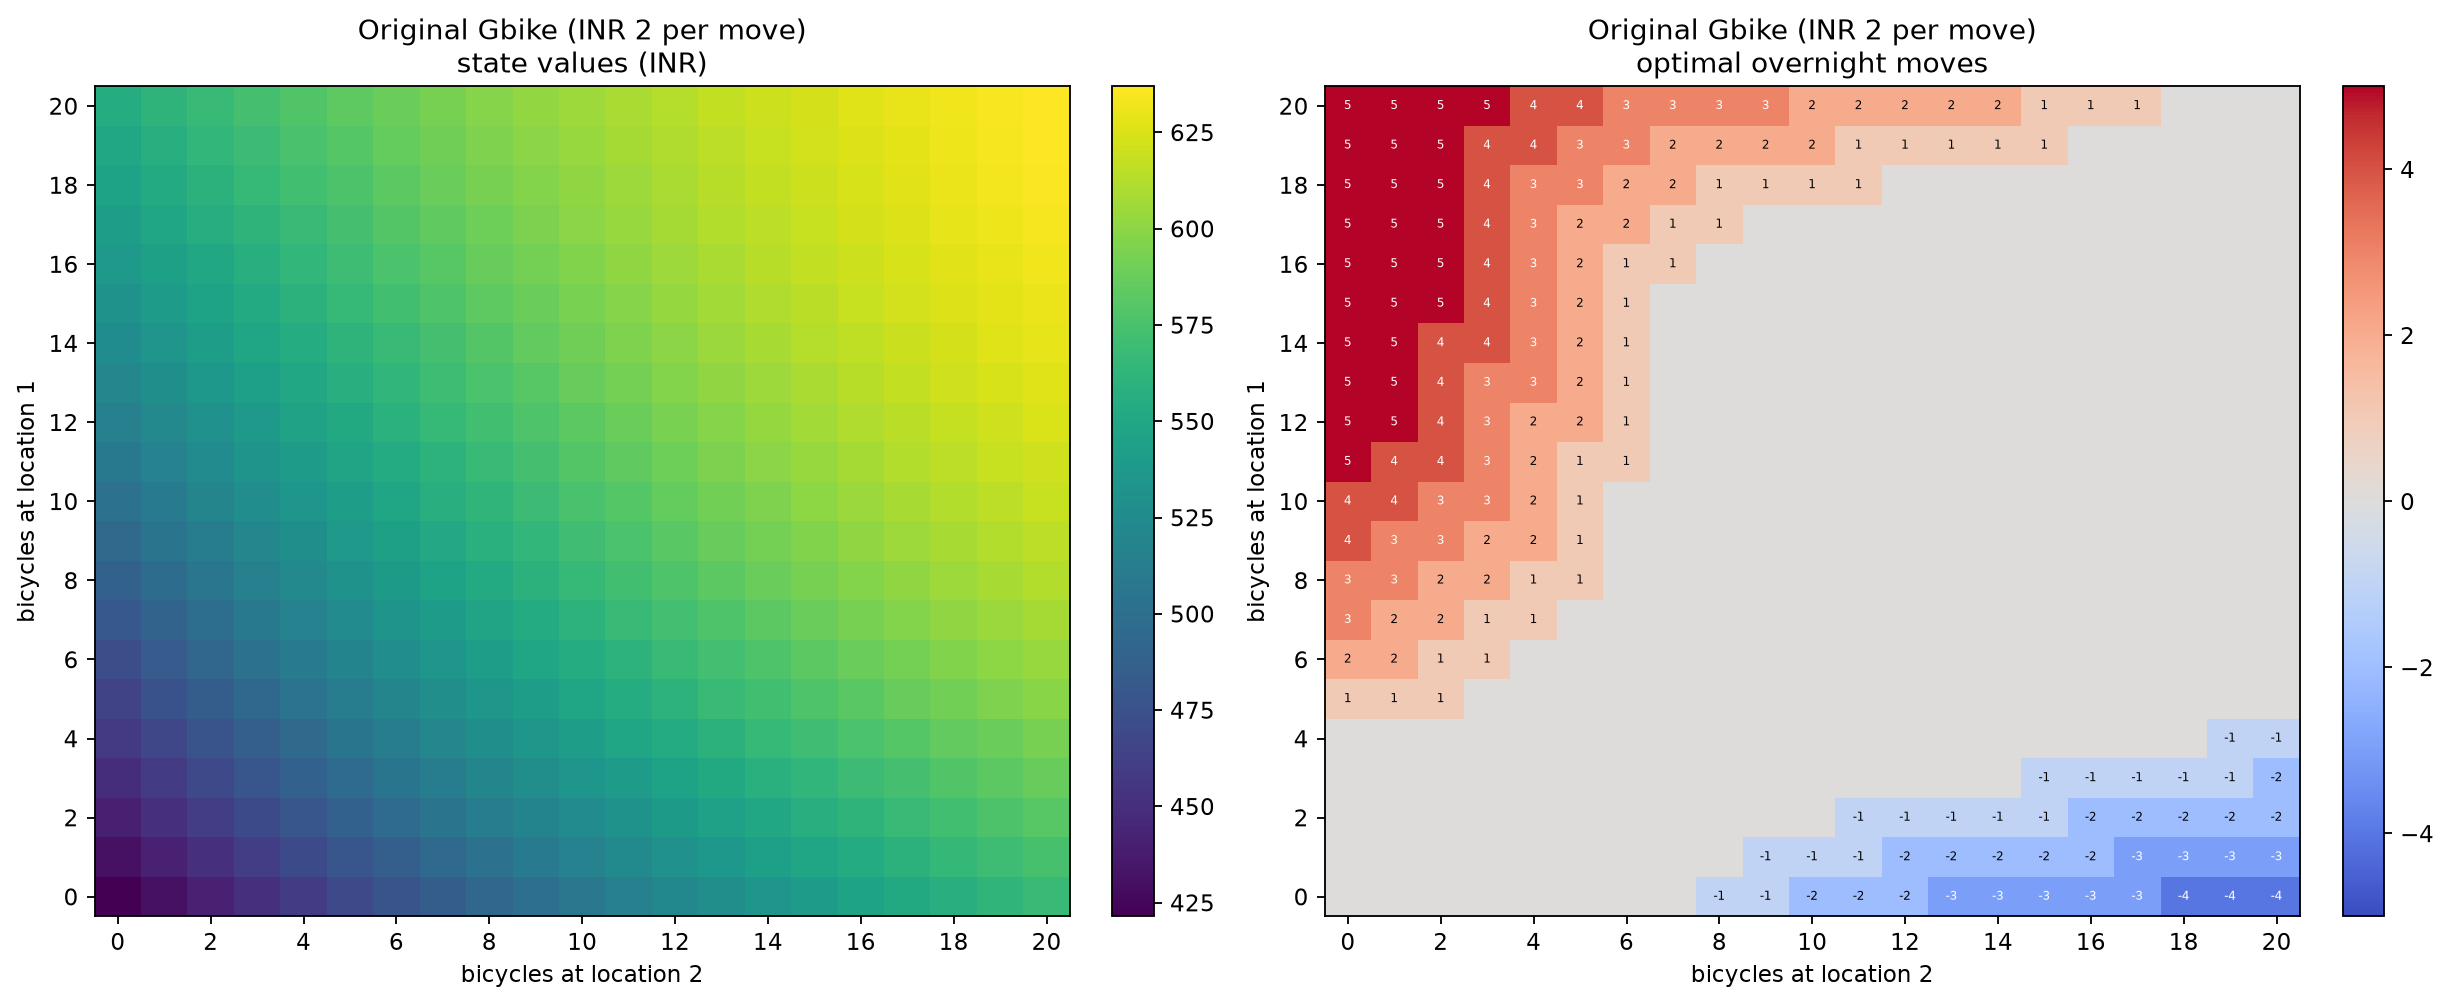 Original Gbike (INR 2 per move)
state values (INR)
20
18
16
14
12
10
8
6
4
2
0
bicycles at location 1
0 2 4 6 8 10 12 14 16 18 20
bicycles at location 2
625
600
575
550
525
500
475
450
425
Original Gbike (INR 2 per move)
optimal overnight moves
bicycles at location 1
20 5 5 5 5 4 4 3 3 3 3 2 2 2 2 2 1 1 1
5 5 5 4 4 3 3 2 2 2 2 1 1 1 1 1
18 5 5 5 4 3 3 2 2 1 1 1 1
5 5 5 4 3 2 2 1 1
16 5 5 5 4 3 2 1 1
5 5 5 4 3 2 1
14 5 5 4 4 3 2 1
5 5 4 3 3 2 1
12 5 5 4 3 2 2 1
5 4 4 3 2 1 1
10 4 4 3 3 2 1
4 3 3 2 2 1
8 3 3 2 2 1 1
3 2 2 1 1
6 2 2 1 1
1 1 1
4 -1 -1
-1 -1 -1 -1 -1 -2
2 -1 -1 -1 -1 -1 -2 -2 -2 -2 -2
-1 -1 -1 -2 -2 -2 -2 -2 -3 -3 -3 -3
0 -1 -1 -2 -2 -2 -3 -3 -3 -3 -3 -4 -4 -4
0 2 4 6 8 10 12 14 16 18 20
bicycles at location 2
4
2
0
−2
−4